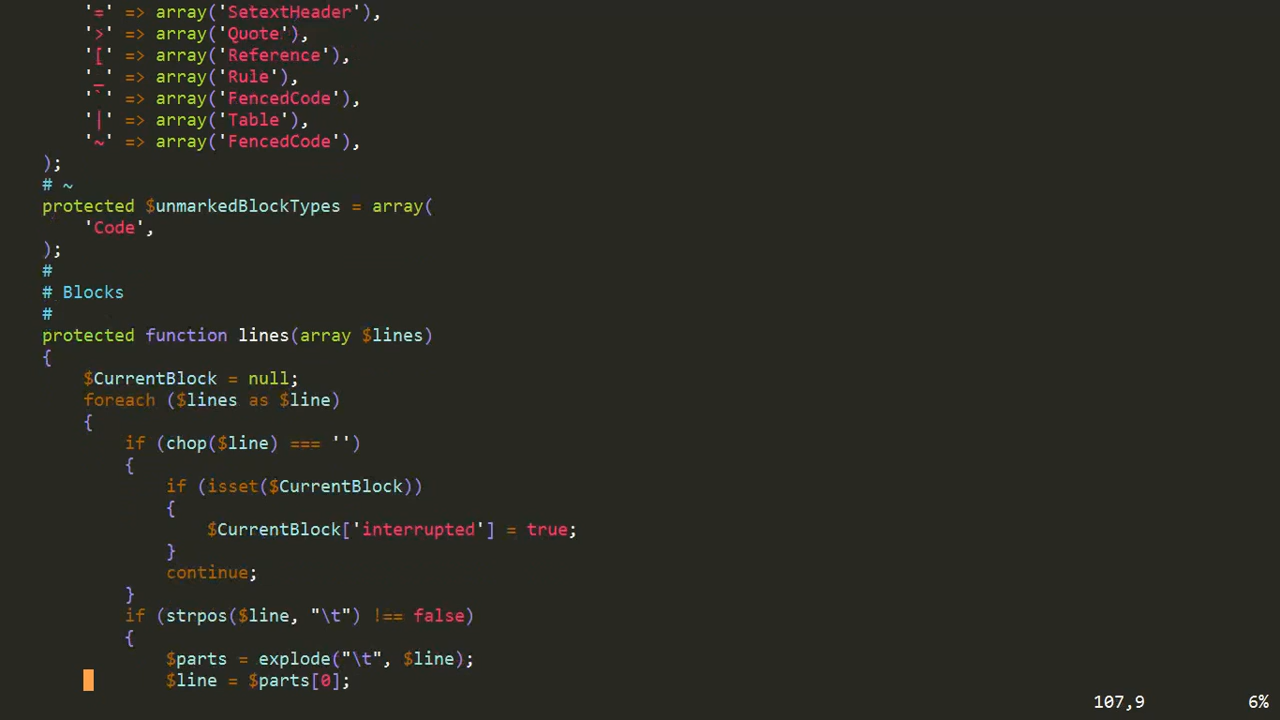 '=' => array('SetextHeader'),
'>' => array('Quote'),
'[' => array('Reference'),
'_' => array('Rule'),
'`' => array('FencedCode'),
'|' => array('Table'),
'~' => array('FencedCode'),
);
# ~
protected $unmarkedBlockTypes = array(
'Code',
);
#
# Blocks
#
protected function lines(array $lines)
{
$CurrentBlock = null;
foreach ($lines as $line)
{
if (chop($line) === '')
{
if (isset($CurrentBlock))
{
$CurrentBlock['interrupted'] = true;
}
continue;
}
if (strpos($line, "\t") !== false)
{
$parts = explode("\t", $line);
$line = $parts[0];
107,9 6%